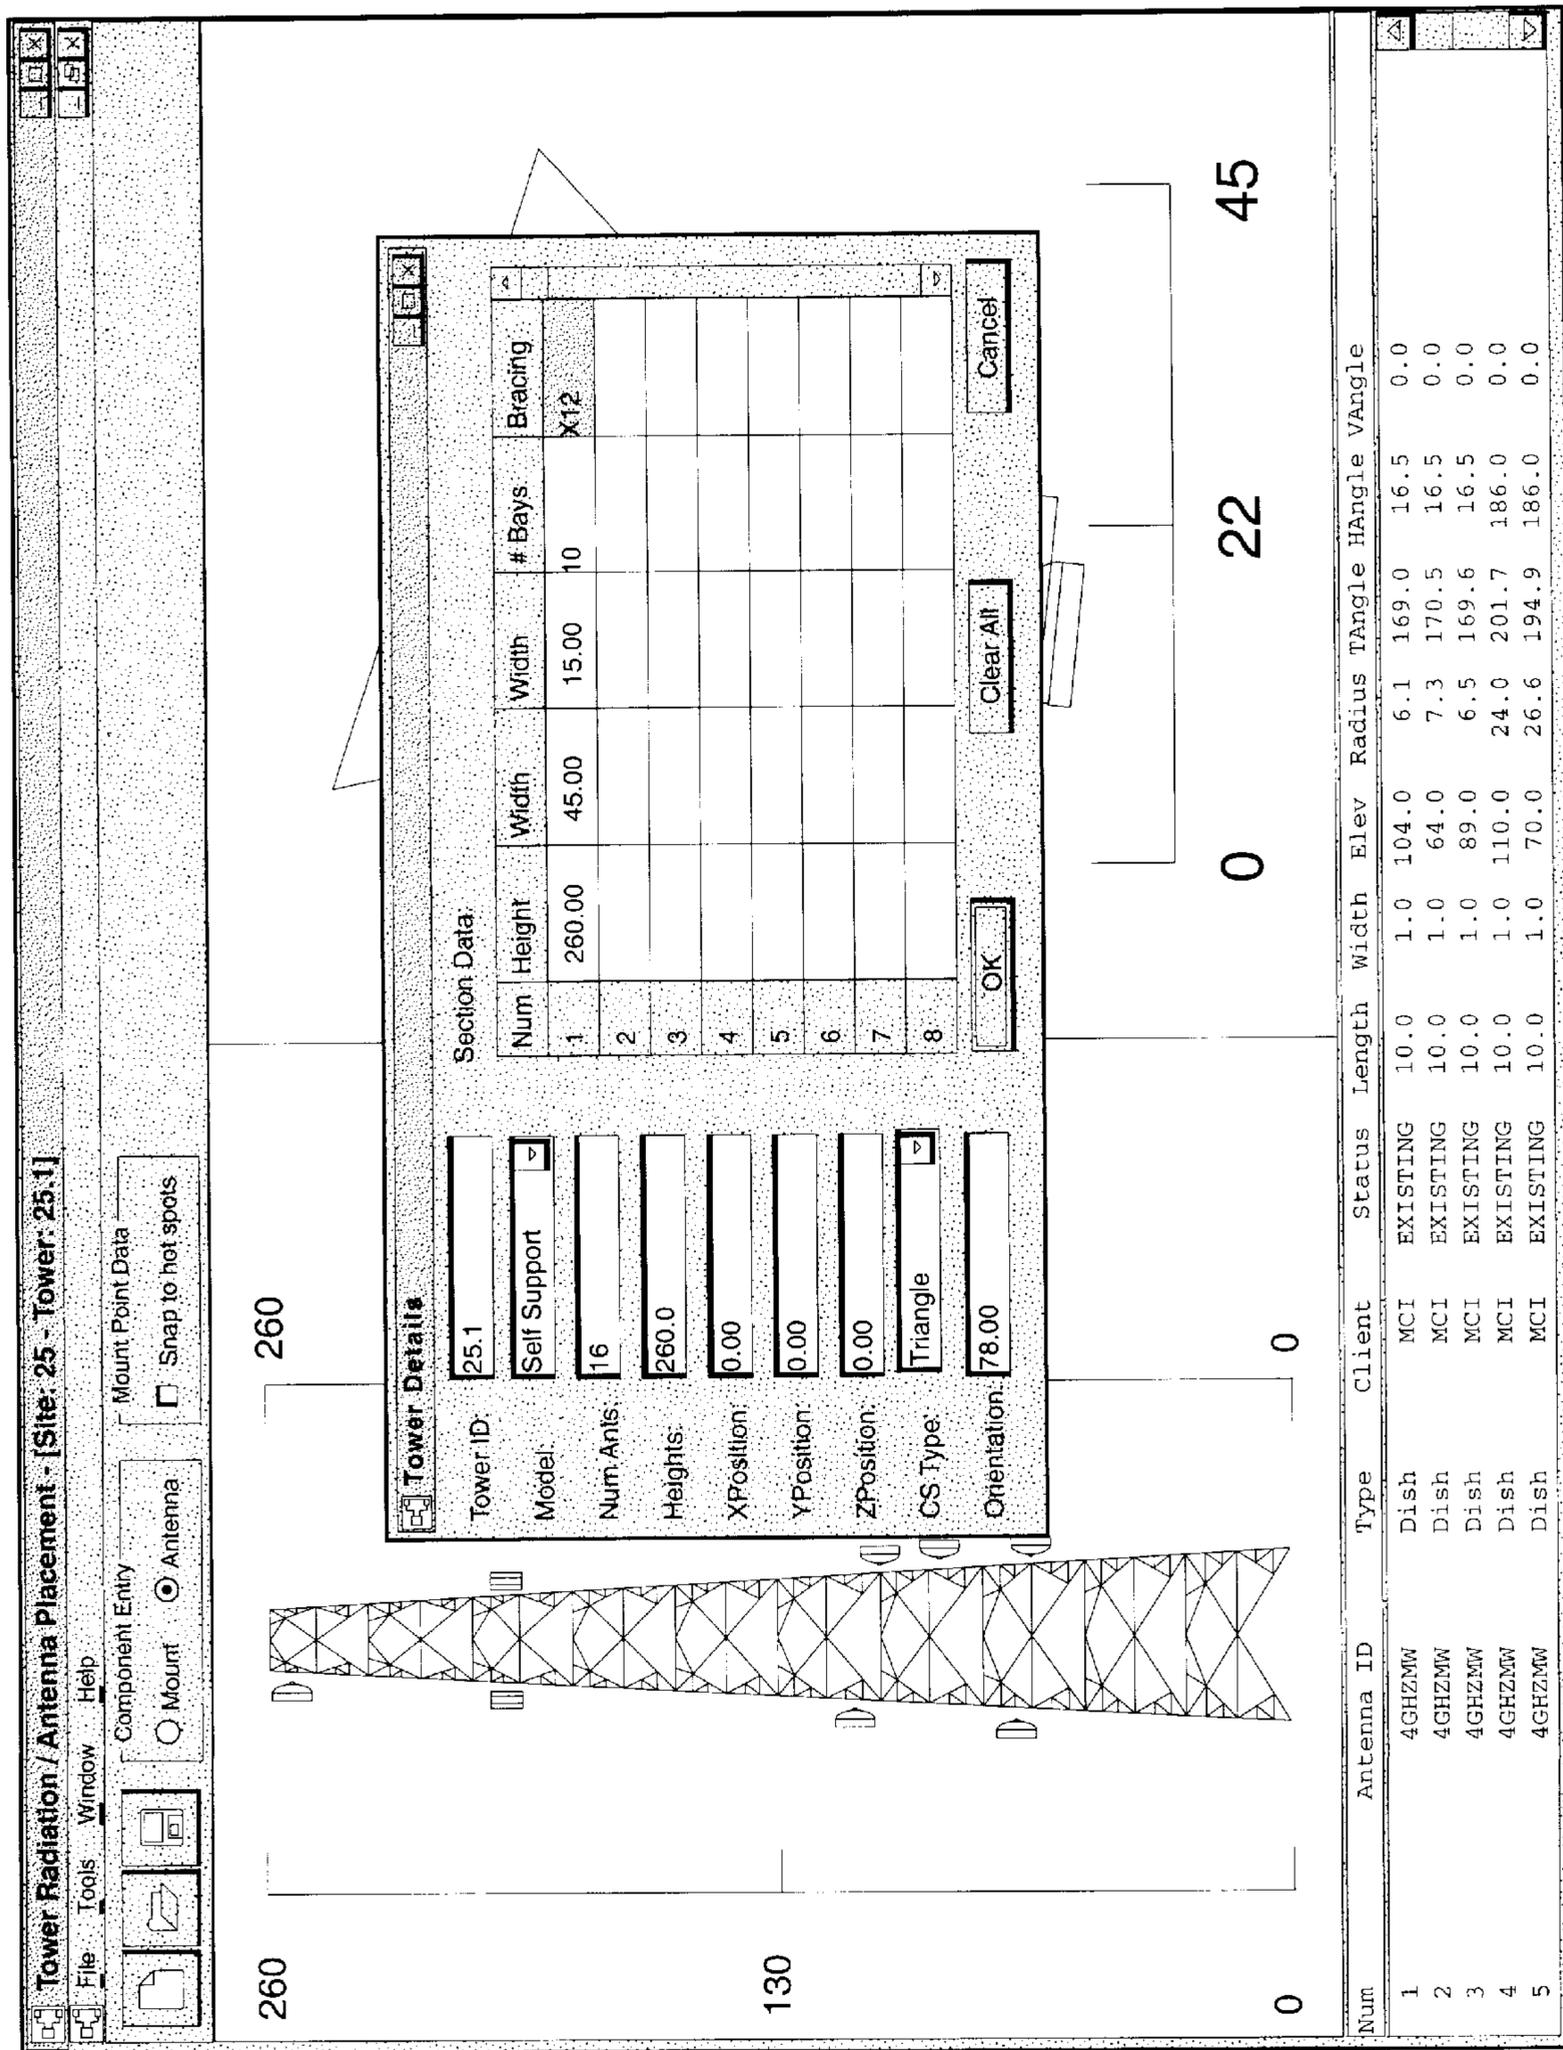 Tower Radiation / Antenna Placement - [Site: 25 - Tower: 25.1]
File Tools Window Help
Component Entry
Mount Antenna
Mount Point Data
Snap to hot spots
260
130
0
260
0
Tower Details
Tower ID: 25.1
Model: Self Support
Num Ants: 16
Heights: 260.0
XPosition: 0.00
YPosition: 0.00
ZPosition: 0.00
CS Type: Triangle
Orientation: 78.00
Section Data:
Num Height Width Width # Bays Bracing
1 260.00 45.00 15.00 10 X12
2
3
4
5
6
7
8
OK Clear All Cancel
0 22 45
Num Antenna ID Type Client Status Length Width Elev Radius TAngle HAngle VAngle
1 4GHZMW Dish MCI EXISTING 10.0 1.0 104.0 6.1 169.0 16.5 0.0
2 4GHZMW Dish MCI EXISTING 10.0 1.0 64.0 7.3 170.5 16.5 0.0
3 4GHZMW Dish MCI EXISTING 10.0 1.0 89.0 6.5 169.6 16.5 0.0
4 4GHZMW Dish MCI EXISTING 10.0 1.0 110.0 24.0 201.7 186.0 0.0
5 4GHZMW Dish MCI EXISTING 10.0 1.0 70.0 26.6 194.9 186.0 0.0